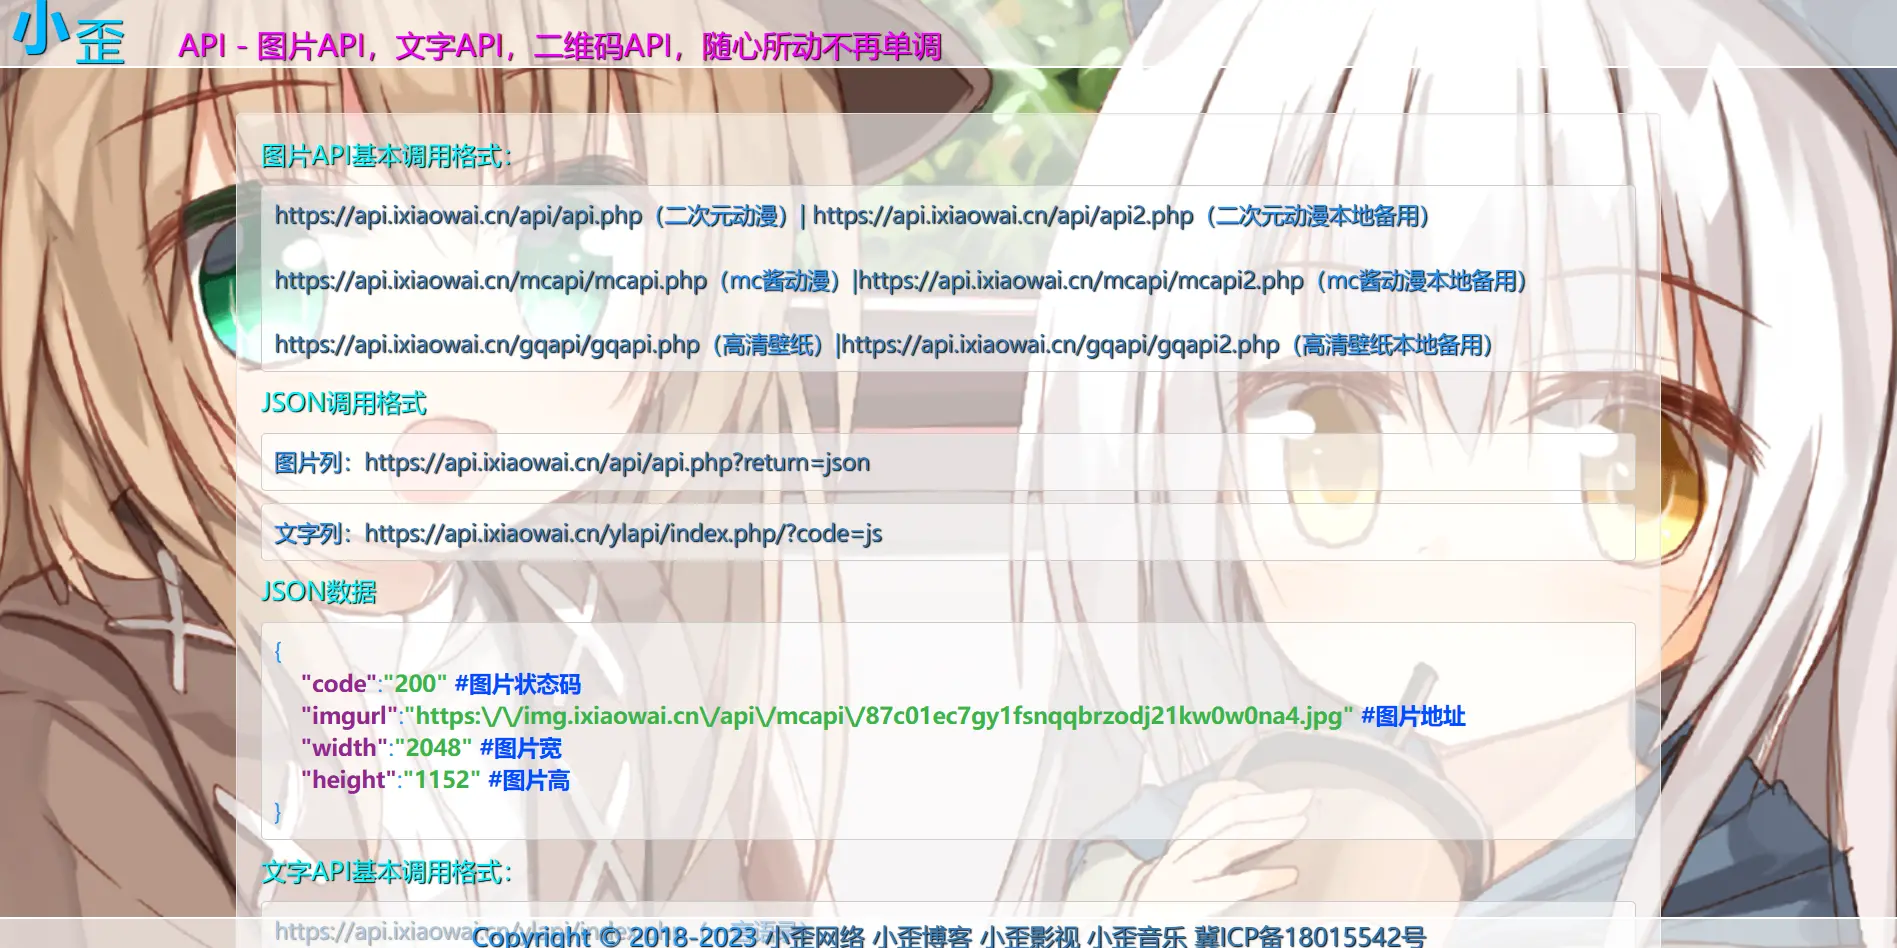 小歪 API - 图片API，文字API，二维码API，随心所动不再单调
图片API基本调用格式：
https://api.ixiaowai.cn/api/api.php（二次元动漫）| https://api.ixiaowai.cn/api/api2.php（二次元动漫本地备用）
https://api.ixiaowai.cn/mcapi/mcapi.php（mc酱动漫）|https://api.ixiaowai.cn/mcapi/mcapi2.php（mc酱动漫本地备用）
https://api.ixiaowai.cn/gqapi/gqapi.php（高清壁纸）|https://api.ixiaowai.cn/gqapi/gqapi2.php（高清壁纸本地备用）
JSON调用格式
图片列：https://api.ixiaowai.cn/api/api.php?return=json
文字列：https://api.ixiaowai.cn/ylapi/index.php/?code=js
JSON数据
{
"code":"200" #图片状态码
"imgurl":"https:\/\/img.ixiaowai.cn\/api\/mcapi\/87c01ec7gy1fsnqqbrzodj21kw0w0na4.jpg" #图片地址
"width":"2048" #图片宽
"height":"1152" #图片高
}
文字API基本调用格式：
https://api.ixiaowai.cn/ylapi/index
Copyright © 2018-2023 小歪网络 小歪博客 小歪影视 小歪音乐 冀ICP备18015542号